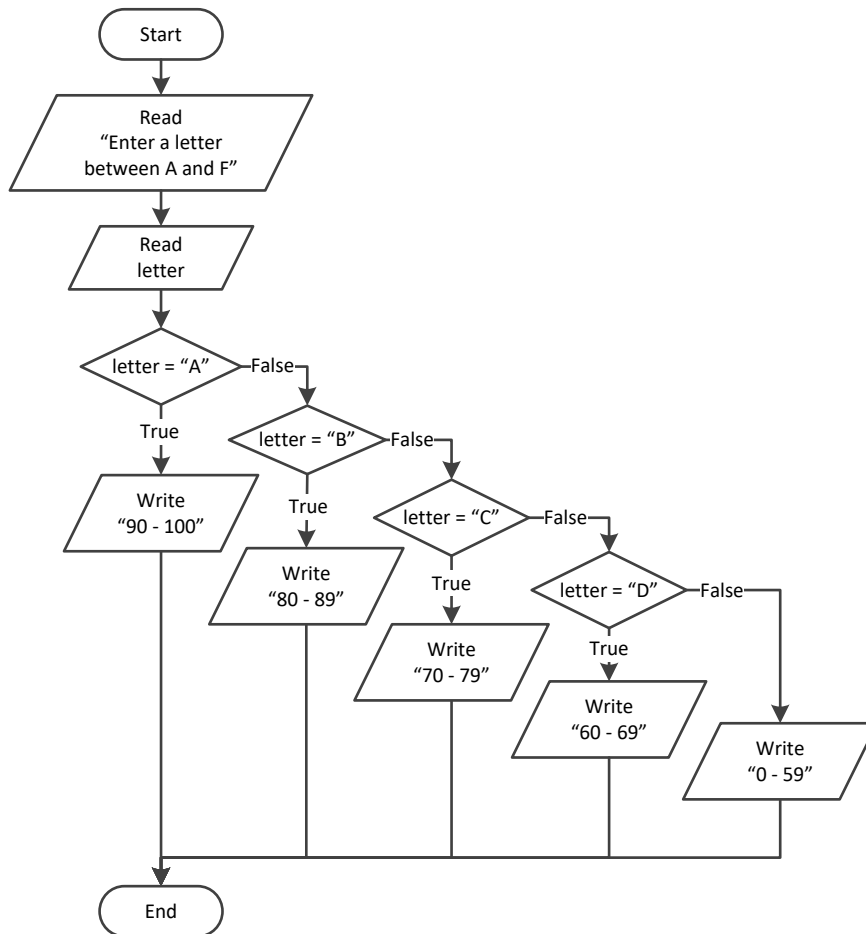 Start
Read
“Enter a letter
between A and F”
Read
letter
letter = “A”
False
True
letter = “B”
False
Write
“90 - 100”
True
letter = “C”
False
Write
“80 - 89”
True
letter = “D”
False
Write
“70 - 79”
True
Write
“60 - 69”
Write
“0 - 59”
End